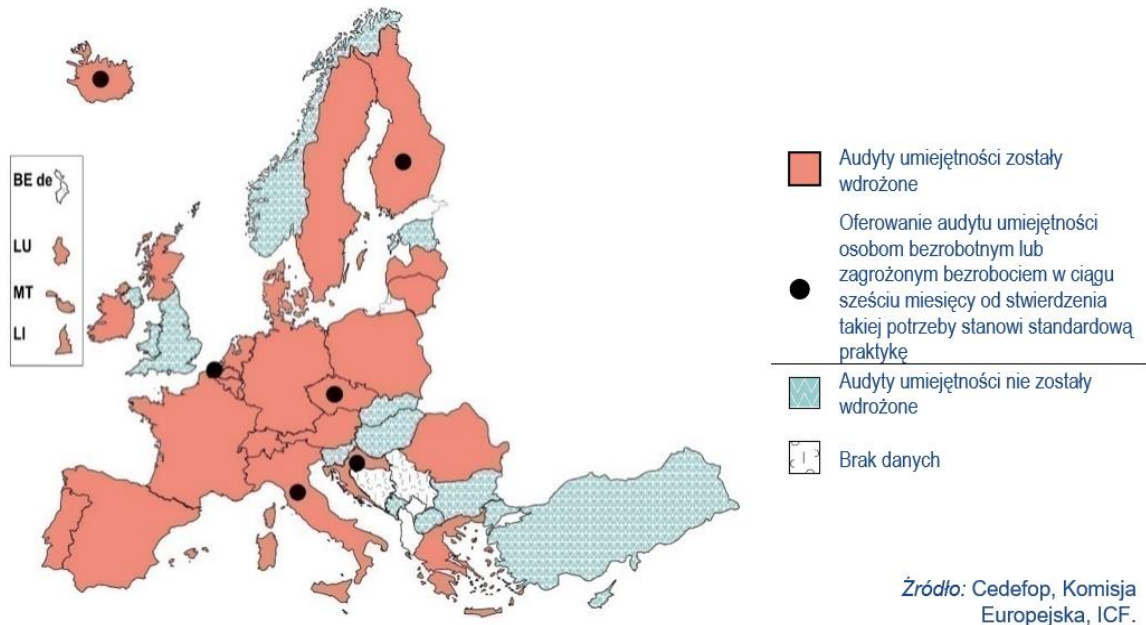 BE de
LU
MT
LI
Audyty umiejętności zostały
wdrożone
Oferowanie audytu umiejętności
osobom bezrobotnym lub
zagrożonym bezrobociem w ciągu
sześciu miesięcy od stwierdzenia
takiej potrzeby stanowi standardową
praktykę
Audyty umiejętności nie zostały
wdrożone
Brak danych
Źródło: Cedefop, Komisja
Europejska, ICF.